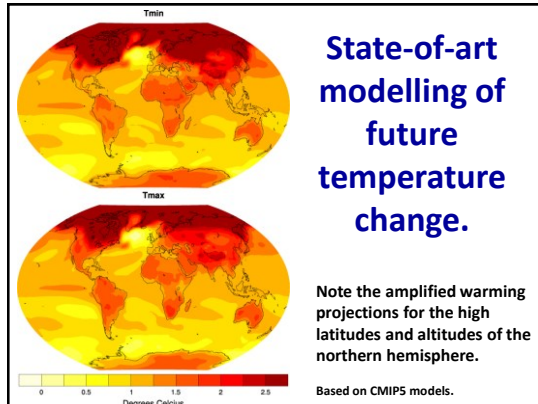 Tmin
State-of-art
modelling of
future
temperature
change.
Tmax
Note the amplified warming
projections for the high
latitudes and altitudes of the
northern hemisphere.
Based on CMIP5 models.
0 0.5 1 1.5 2 2.5
Degrees Celcius